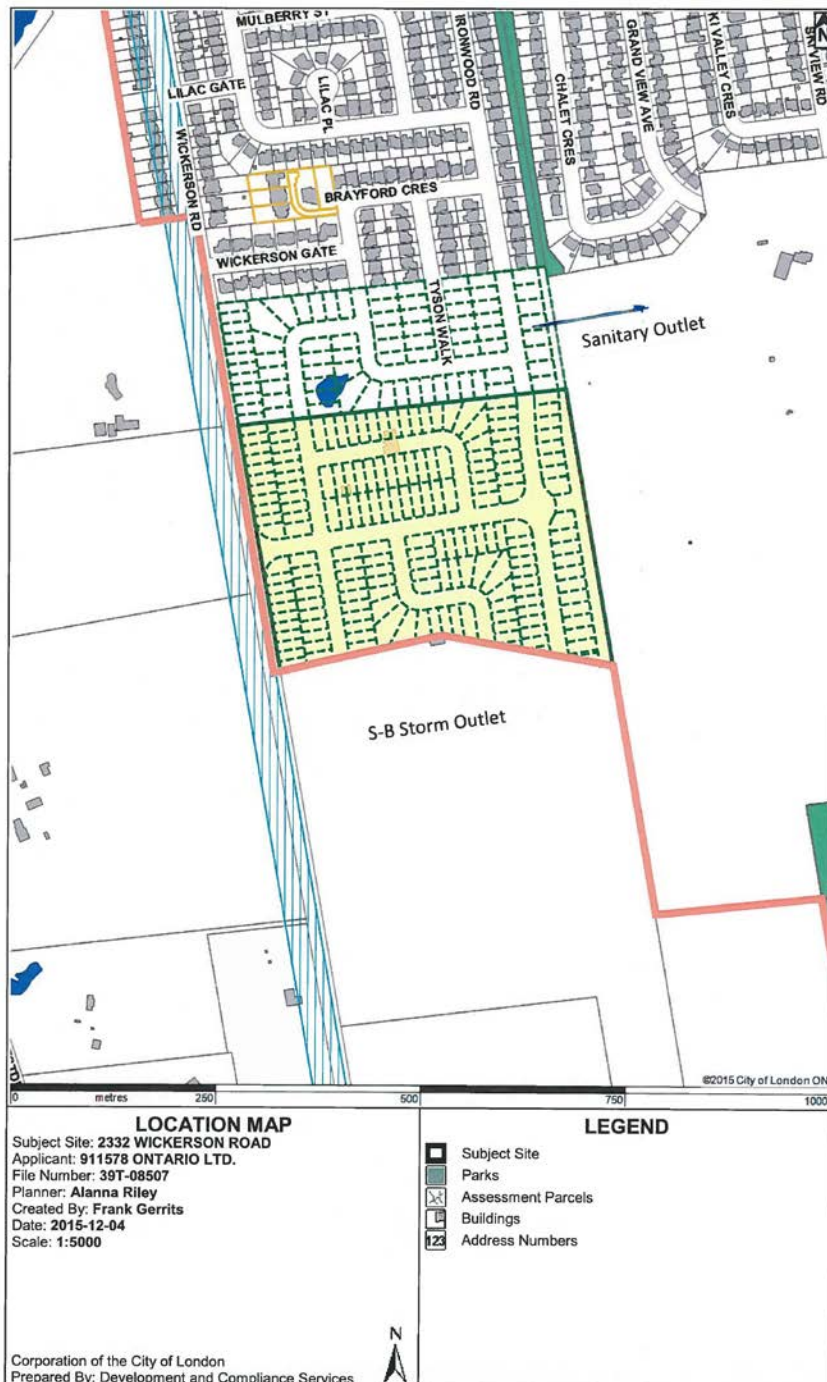 MULBERRY ST
IRONWOOD RD
GRAND VIEW AVE
KI VALLEY CRES
N
LILAC GATE
LILAC PL
CHALET CRES
WICKERSON RD
BRAYFORD CRES
WICKERSON GATE
TYSON WALK
Sanitary Outlet
S-B Storm Outlet
©2015 City of London ON
0 metres 250 500 750 1000
LOCATION MAP
Subject Site: 2332 WICKERSON ROAD
Applicant: 911578 ONTARIO LTD.
File Number: 39T-08507
Planner: Alanna Riley
Created By: Frank Gerrits
Date: 2015-12-04
Scale: 1:5000
N
Corporation of the City of London
Prepared By: Development and Compliance Services
LEGEND
Subject Site
Parks
Assessment Parcels
Buildings
123 Address Numbers